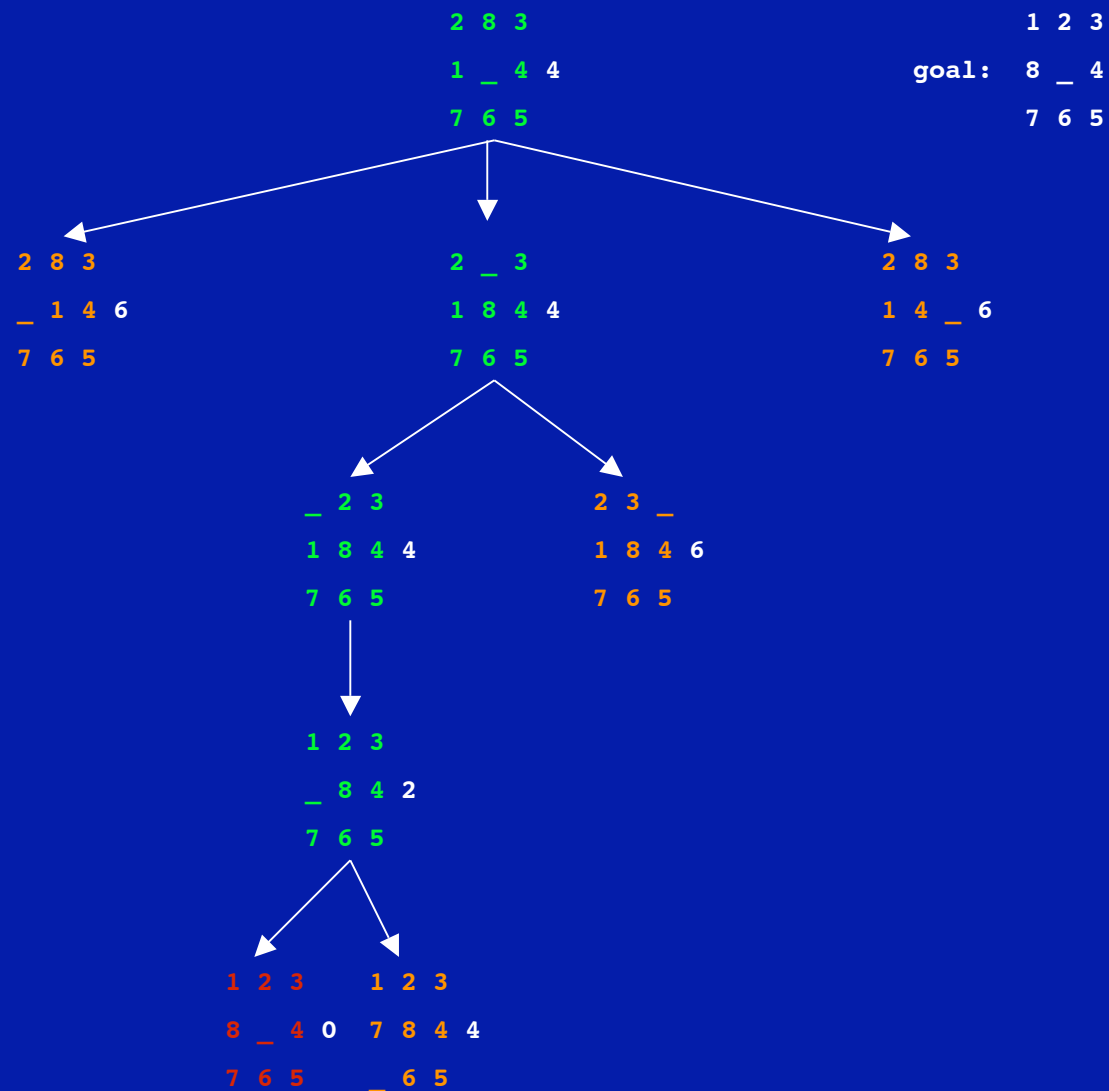 2 8 3 1 2 3
1 _ 4 4 goal: 8 _ 4
7 6 5 7 6 5
2 8 3 2 _ 3 2 8 3
_ 1 4 6 1 8 4 4 1 4 _ 6
7 6 5 7 6 5 7 6 5
_ 2 3 2 3 _
1 8 4 4 1 8 4 6
7 6 5 7 6 5
1 2 3
_ 8 4 2
7 6 5
1 2 3 1 2 3
8 _ 4 0 7 8 4 4
7 6 5 _ 6 5